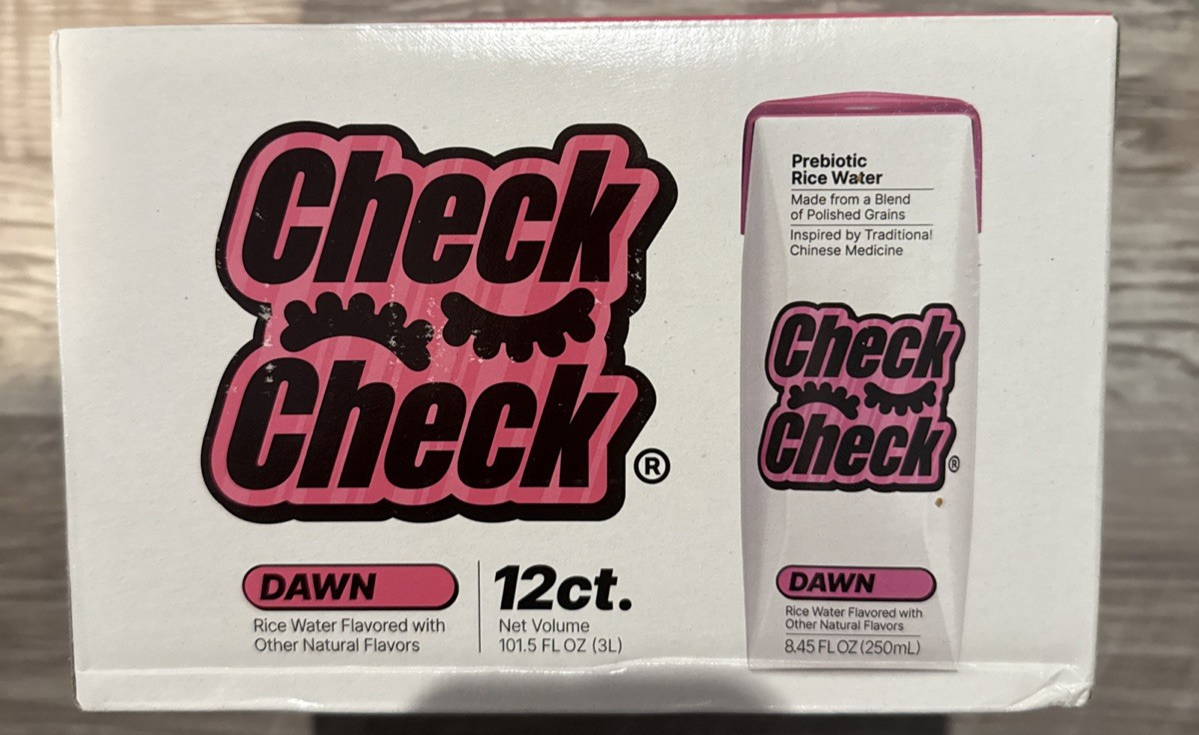 Check
Check
®
DAWN
Rice Water Flavored with
Other Natural Flavors
12ct.
Net Volume
101.5 FL OZ (3L)
Prebiotic
Rice Water
Made from a Blend
of Polished Grains
Inspired by Traditional
Chinese Medicine
Check
Check
®
DAWN
Rice Water Flavored with
Other Natural Flavors
8.45 FL OZ (250mL)